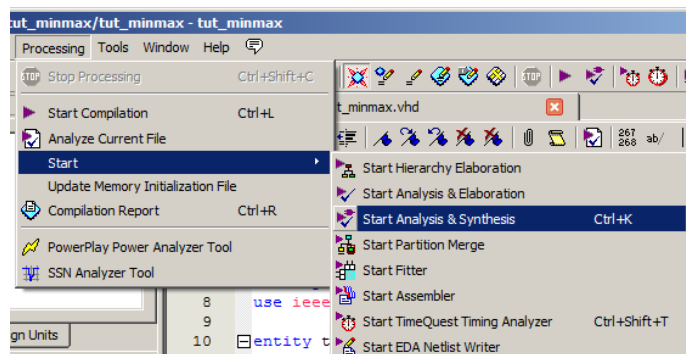 tut_minmax/tut_minmax - tut_minmax
Processing Tools Window Help
STOP Stop Processing Ctrl+Shift+C
Start Compilation Ctrl+L
Analyze Current File
Start
Update Memory Initialization File
Compilation Report Ctrl+R
PowerPlay Power Analyzer Tool
SSN Analyzer Tool
gn Units
STOP
t_minmax.vhd
267
268 ab/
Start Hierarchy Elaboration
Start Analysis & Elaboration
Start Analysis & Synthesis Ctrl+K
Start Partition Merge
Start Fitter
Start Assembler
Start TimeQuest Timing Analyzer Ctrl+Shift+T
Start EDA Netlist Writer
8 use ieee
9
10 entity t